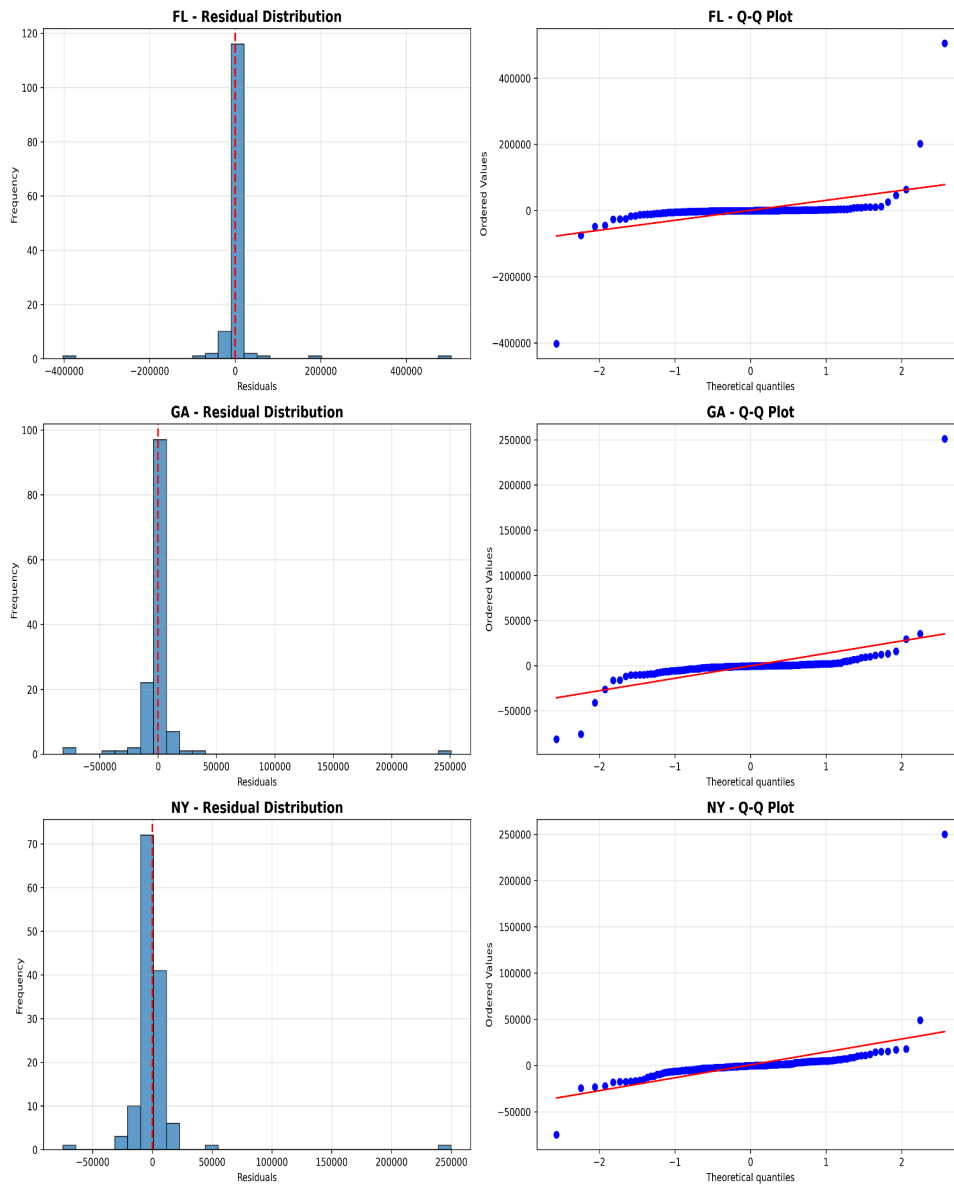 FL - Residual Distribution
Frequency
120
100
80
60
40
20
0
−400000 −200000 0 200000 400000
Residuals
FL - Q-Q Plot
Ordered Values
400000
200000
0
−200000
−400000
−2 −1 0 1 2
Theoretical quantiles
GA - Residual Distribution
Frequency
100
80
60
40
20
0
−50000 0 50000 100000 150000 200000 250000
Residuals
GA - Q-Q Plot
Ordered Values
250000
200000
150000
100000
50000
0
−50000
−2 −1 0 1 2
Theoretical quantiles
NY - Residual Distribution
Frequency
70
60
50
40
30
20
10
0
−50000 0 50000 100000 150000 200000 250000
Residuals
NY - Q-Q Plot
Ordered Values
250000
200000
150000
100000
50000
0
−50000
−2 −1 0 1 2
Theoretical quantiles